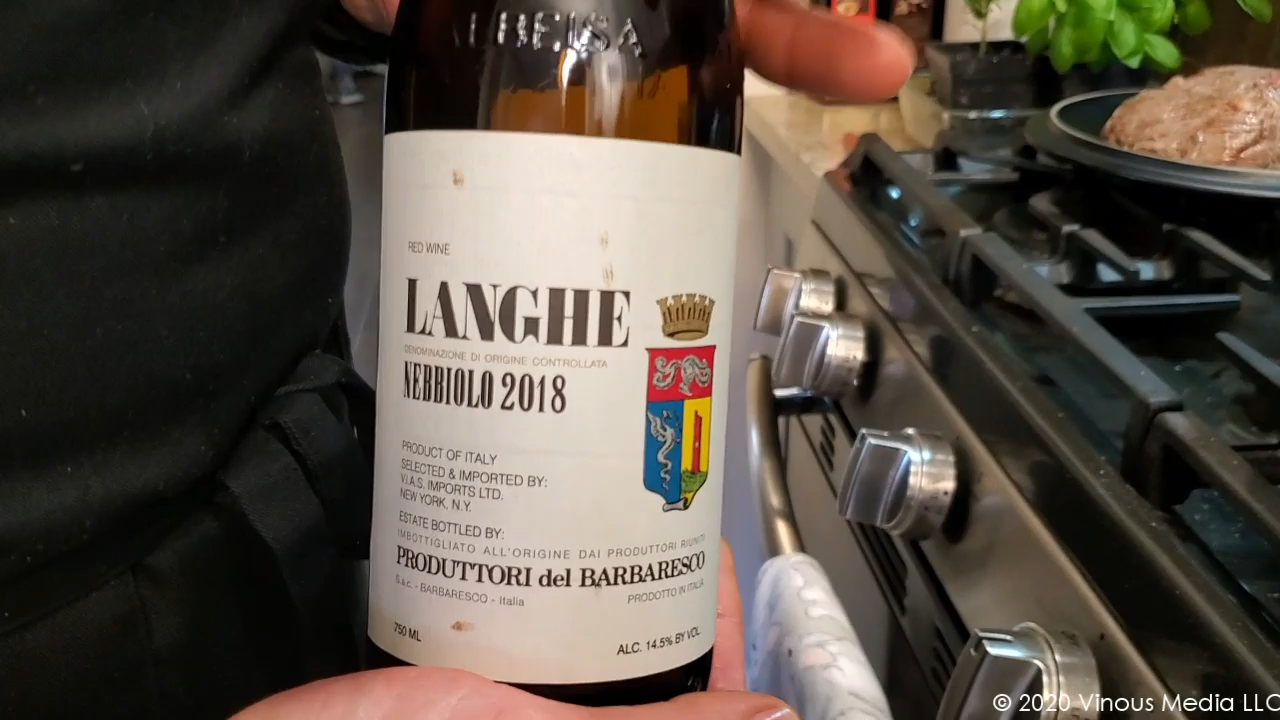 ALBEISA
RED WINE
LANGHE
DENOMINAZIONE DI ORIGINE CONTROLLATA
NEBBIOLO 2018
PRODUCT OF ITALY
SELECTED & IMPORTED BY:
V.I.A.S. IMPORTS LTD.
NEW YORK, N.Y.
ESTATE BOTTLED BY:
IMBOTTIGLIATO ALL'ORIGINE DAI PRODUTTORI RIUNITI
PRODUTTORI del BARBARESCO
S.a.c. - BARBARESCO - Italia
PRODOTTO IN ITALIA
750 ML
ALC. 14.5% BY VOL.
© 2020 Vinous Media LLC